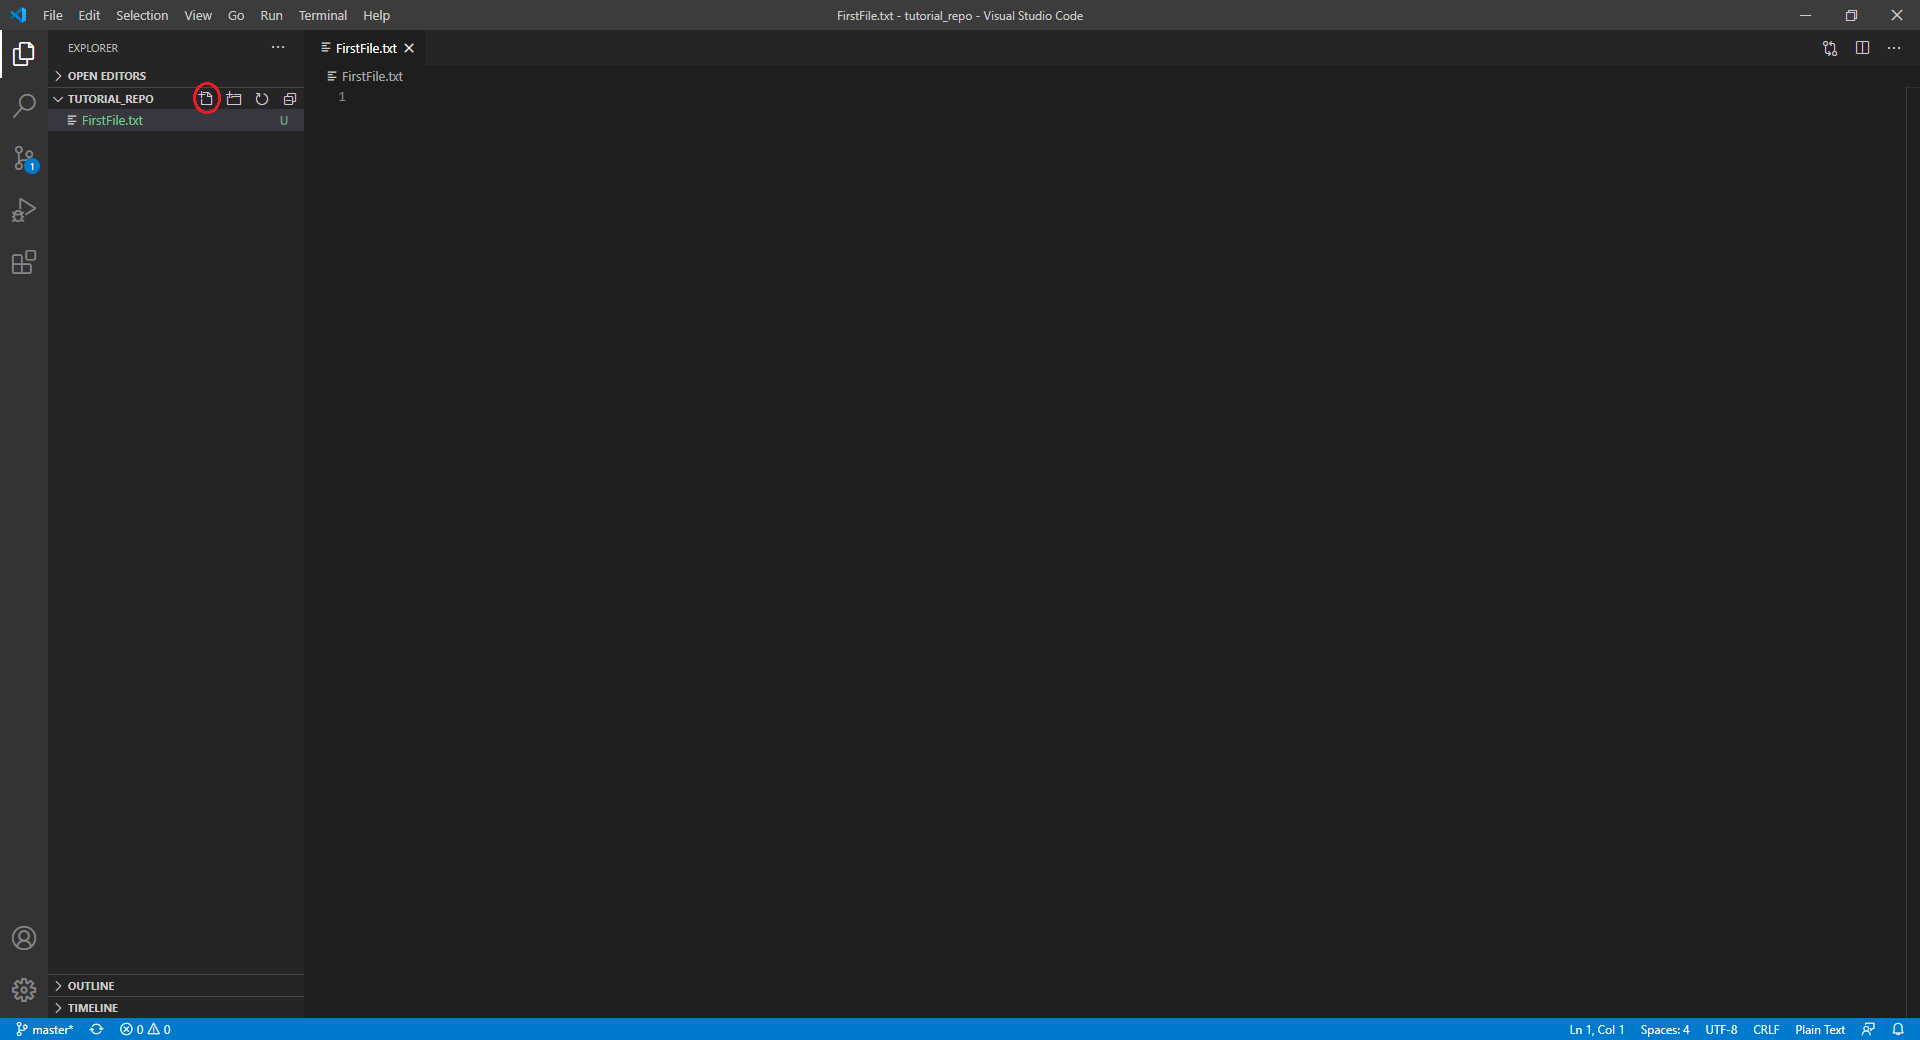 File Edit Selection View Go Run Terminal Help
FirstFile.txt - tutorial_repo - Visual Studio Code
EXPLORER
FirstFile.txt
OPEN EDITORS
FirstFile.txt
TUTORIAL_REPO
1
FirstFile.txt U
1
OUTLINE
TIMELINE
master* 0 0
Ln 1, Col 1 Spaces: 4 UTF-8 CRLF Plain Text